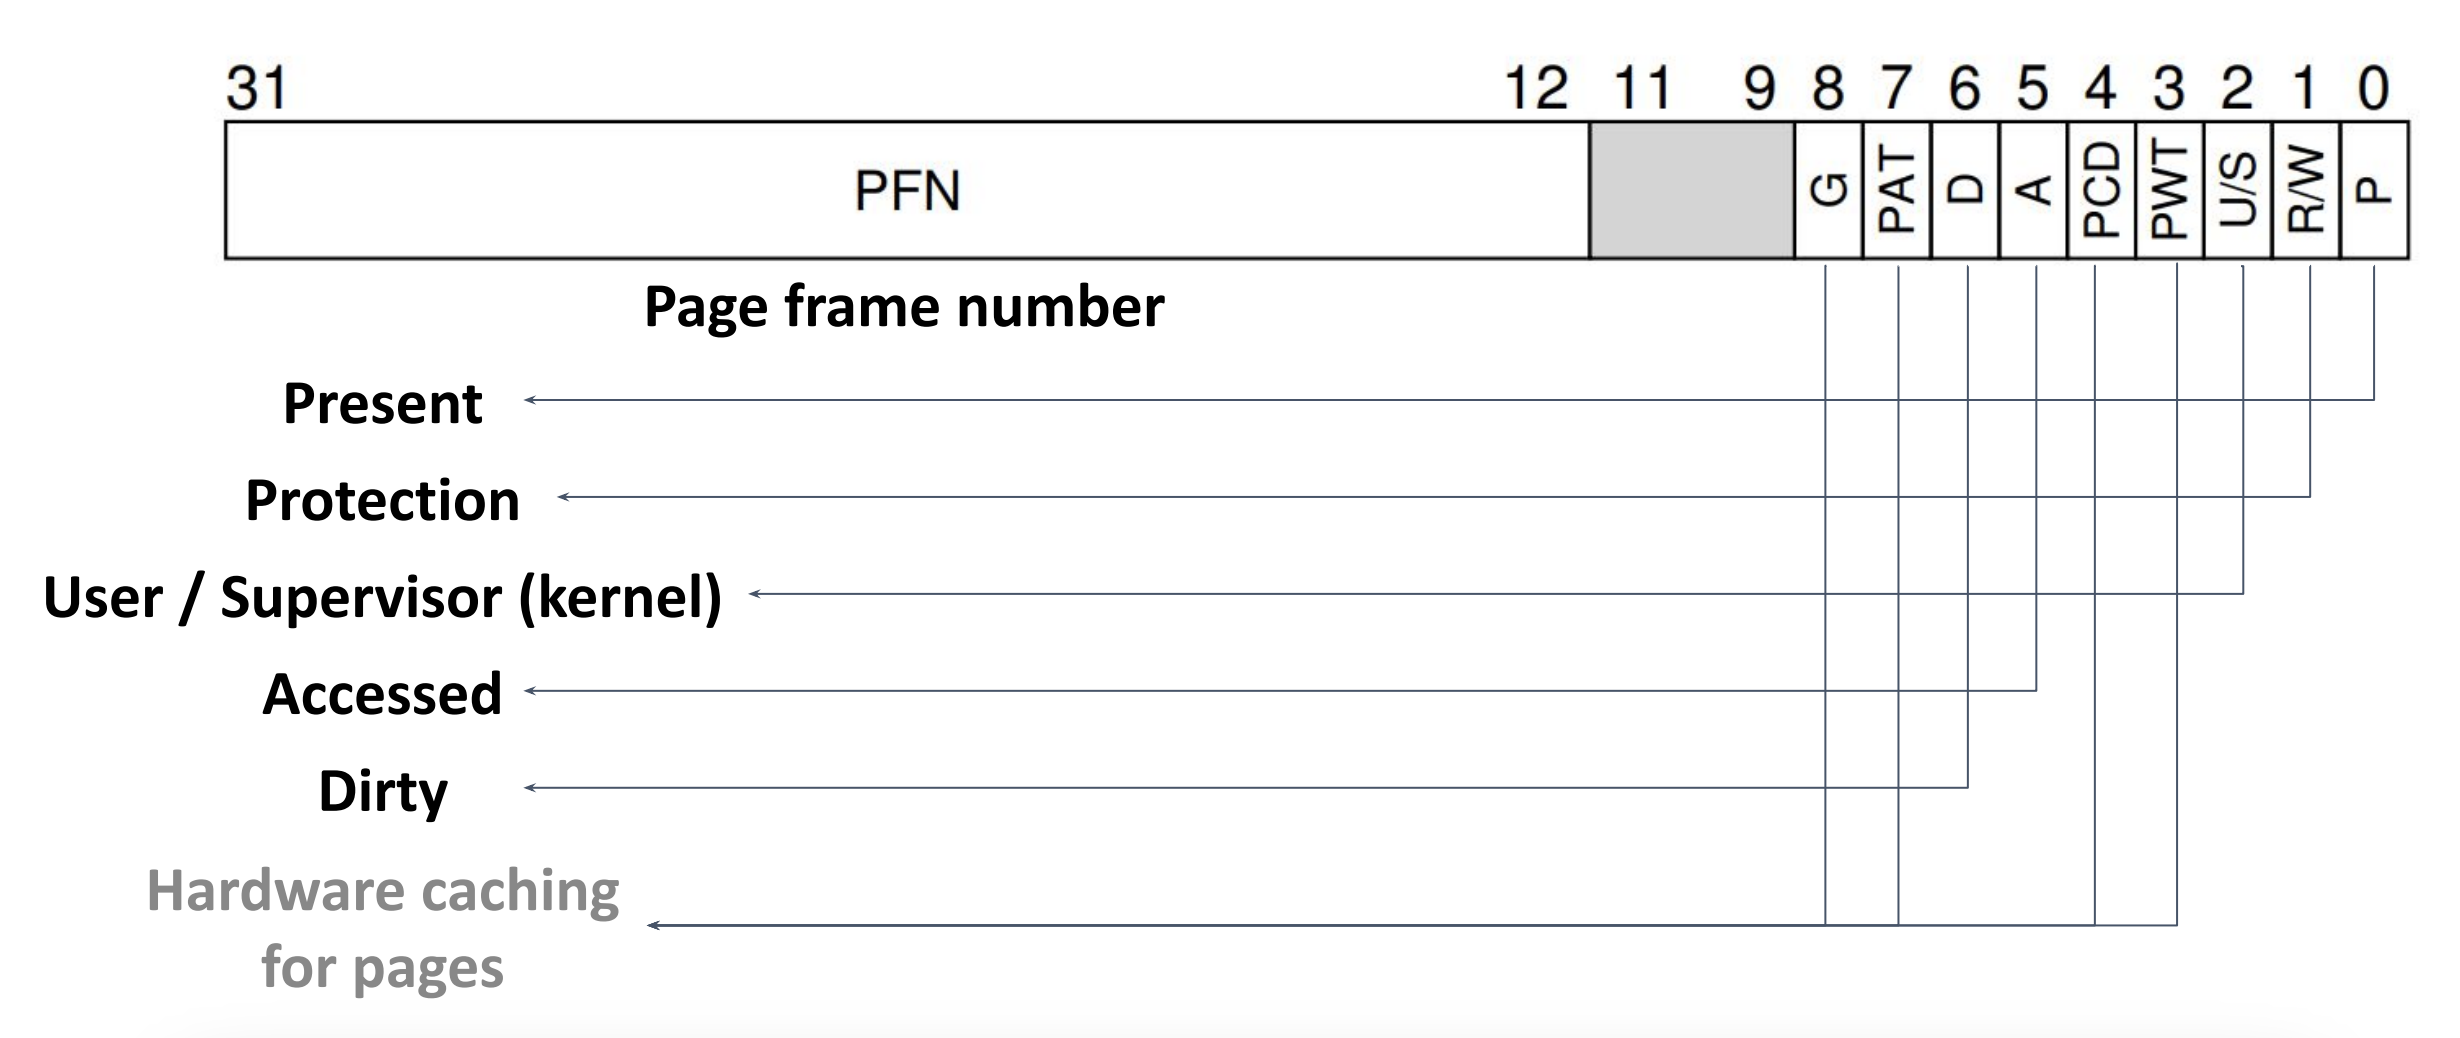 31 12 11 9 8 7 6 5 4 3 2 1 0
PFN G PAT D A PCD PWT U/S R/W P
Page frame number
Present
Protection
User / Supervisor (kernel)
Accessed
Dirty
Hardware caching
for pages